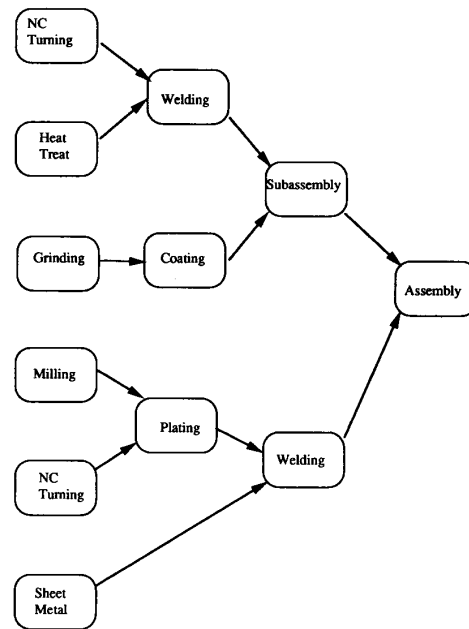 NC
Turning
Welding
Heat
Treat
Subassembly
Grinding
Coating
Assembly
Milling
Plating
NC
Turning
Welding
Sheet
Metal